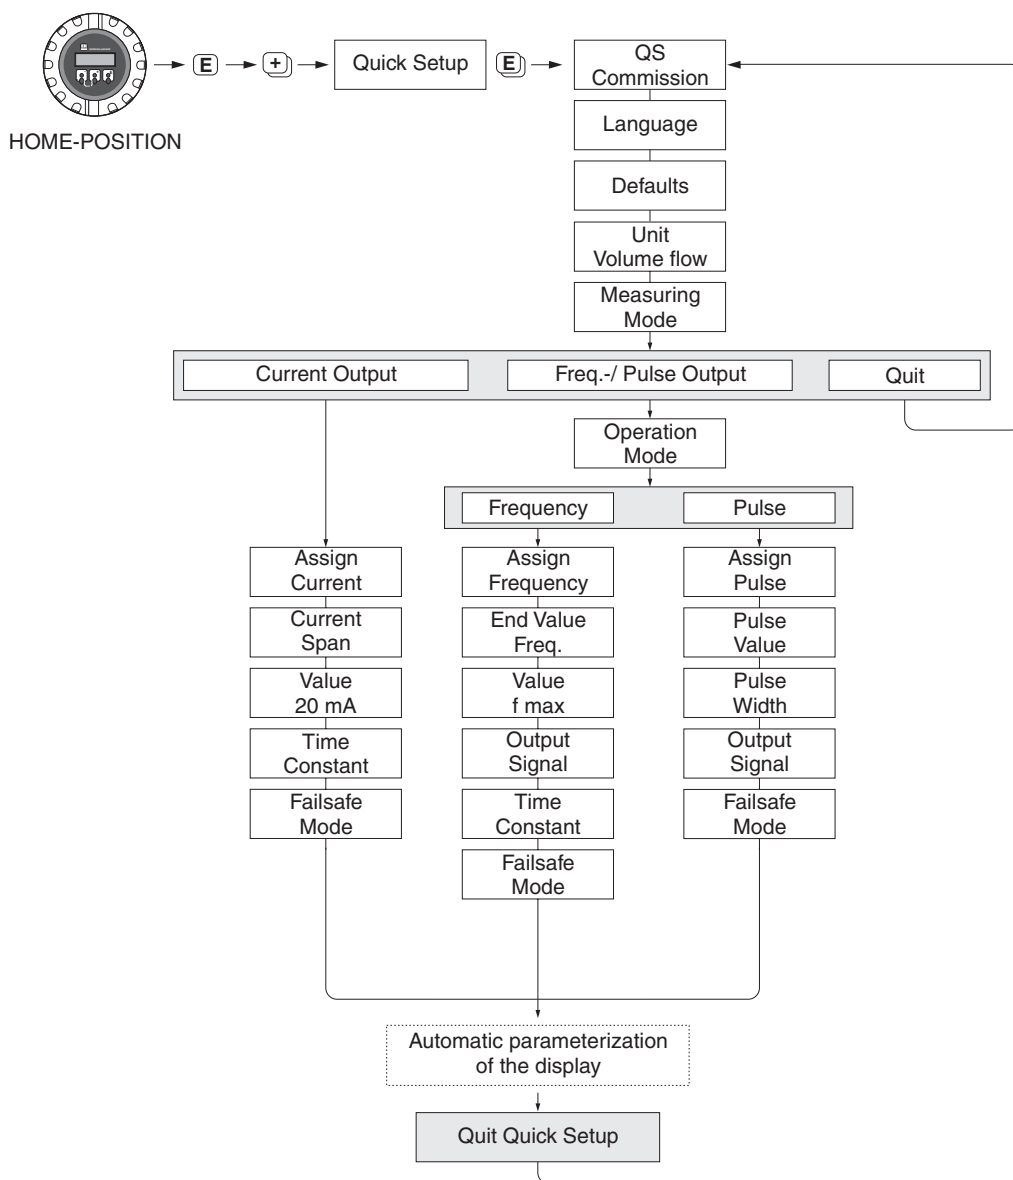 E
+
Quick Setup
E
QS
Commission
HOME-POSITION
Language
Defaults
Unit
Volume flow
Measuring
Mode
Current Output
Freq.-/ Pulse Output
Quit
Operation
Mode
Frequency
Pulse
Assign
Current
Assign
Frequency
Assign
Pulse
Current
Span
End Value
Freq.
Pulse
Value
Value
20 mA
Value
f max
Pulse
Width
Time
Constant
Output
Signal
Output
Signal
Failsafe
Mode
Time
Constant
Failsafe
Mode
Failsafe
Mode
Automatic parameterization
of the display
Quit Quick Setup